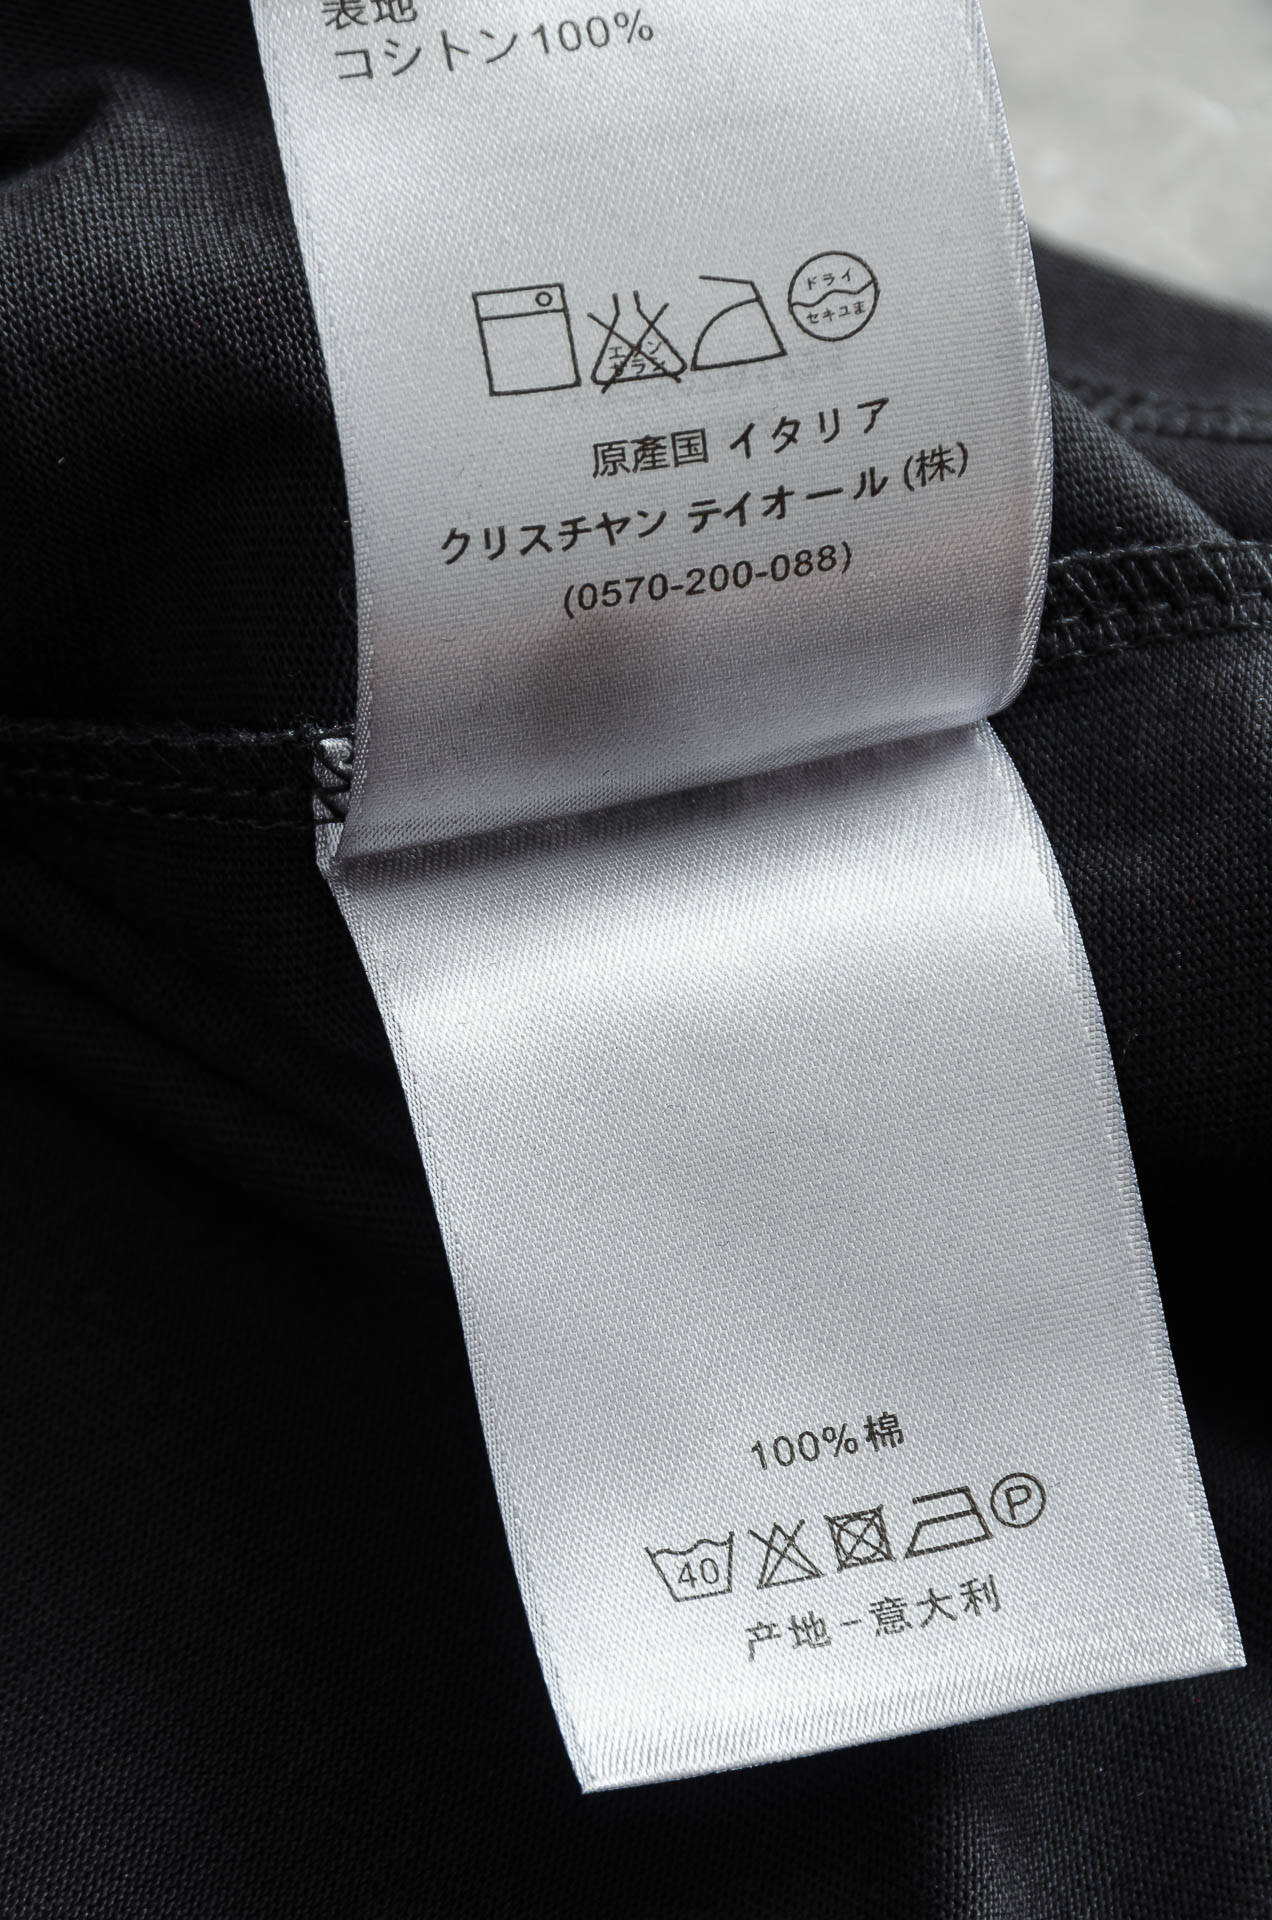 表地
コシトン100%
ドライ
セキユま
原產国 イタリア
クリスチヤン テイオール (株)
(0570-200-088)
100%棉
40
P
产地-意大利